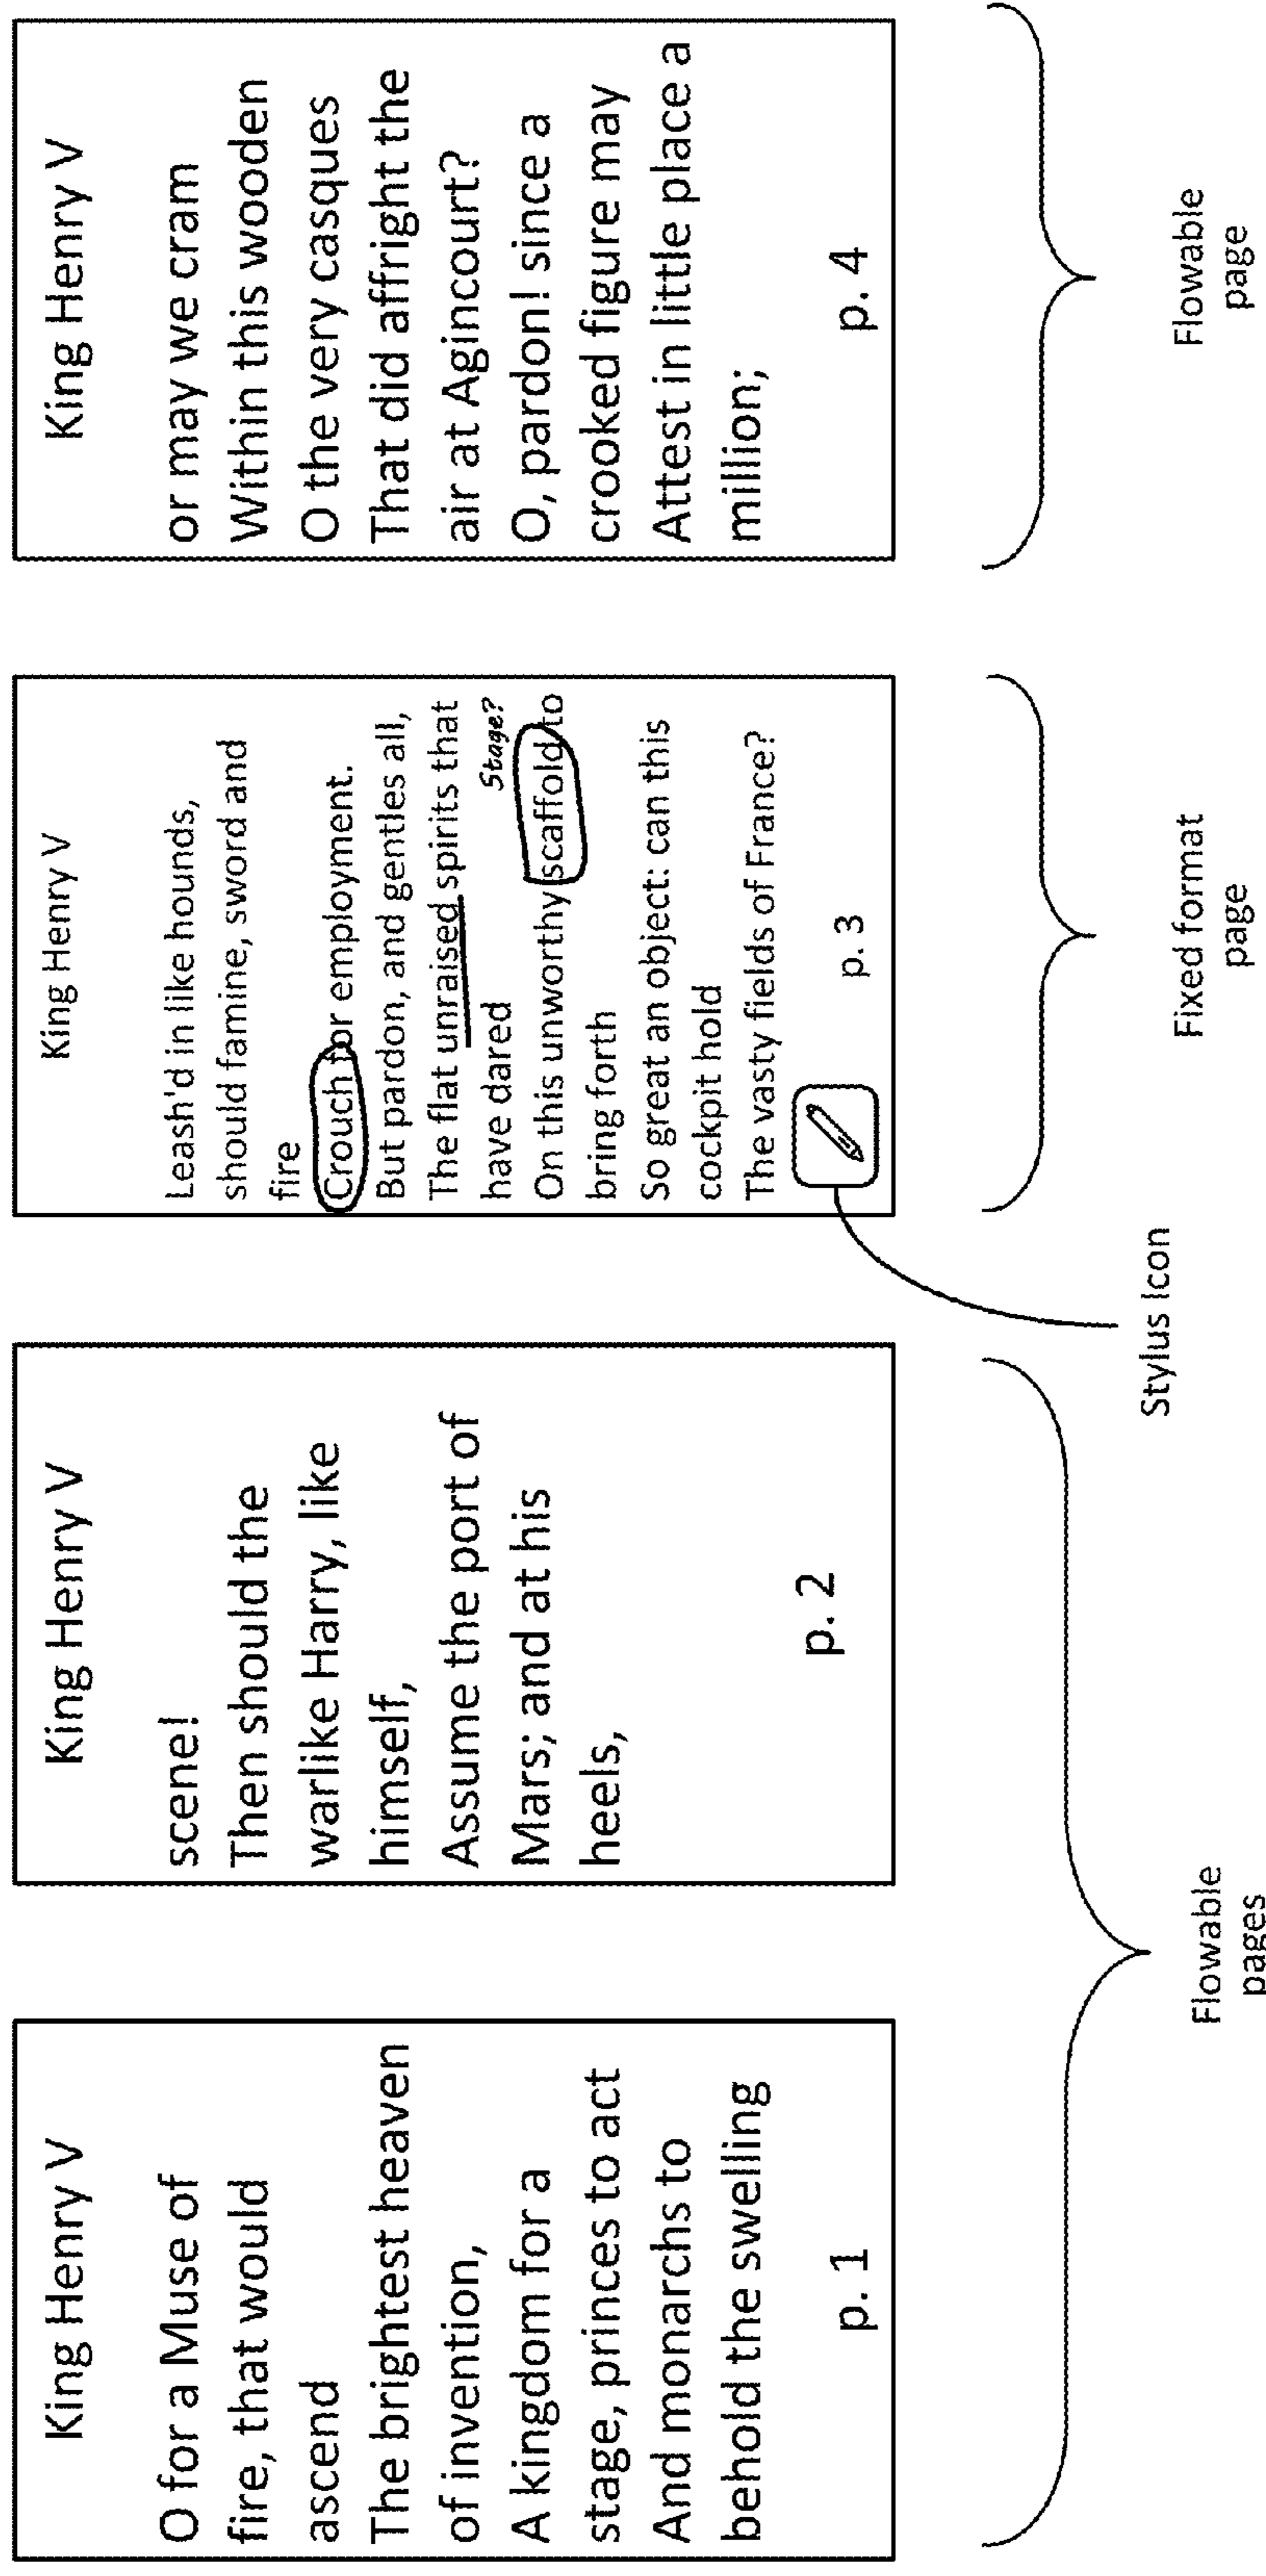 King Henry V
O for a Muse of
fire, that would
ascend
The brightest heaven
of invention,
A kingdom for a
stage, princes to act
And monarchs to
behold the swelling
p. 1
King Henry V
scene!
Then should the
warlike Harry, like
himself,
Assume the port of
Mars; and at his
heels,
p. 2
Flowable
pages
King Henry V
Leash'd in like hounds,
should famine, sword and
fire
Crouch for employment.
But pardon, and gentles all,
The flat unraised spirits that
have dared
Stage?
On this unworthy scaffold to
bring forth
So great an object: can this
cockpit hold
The vasty fields of France?
p. 3
Stylus Icon
Fixed format
page
King Henry V
or may we cram
Within this wooden
O the very casques
That did affright the
air at Agincourt?
O, pardon! since a
crooked figure may
Attest in little place a
million;
p. 4
Flowable
page